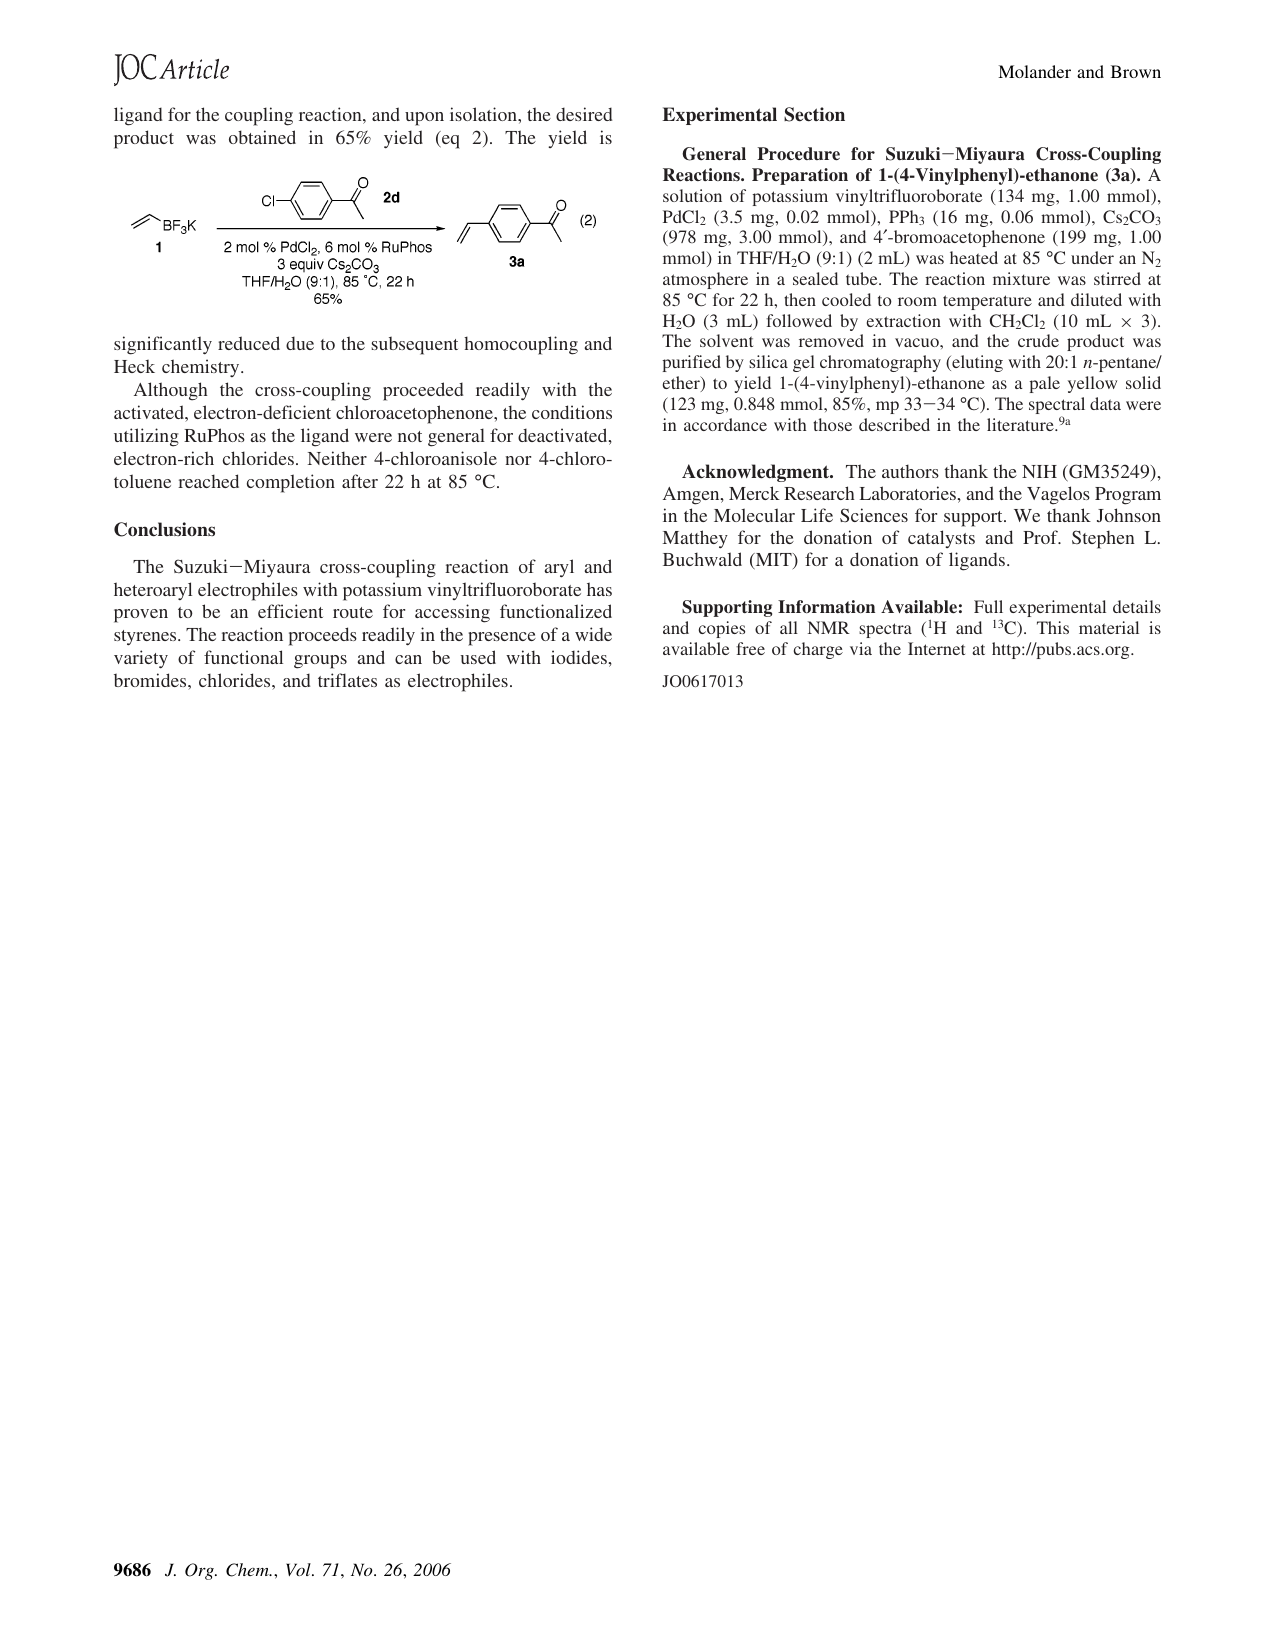 JOC Article
Molander and Brown
ligand for the coupling reaction, and upon isolation, the desired
product was obtained in 65% yield (eq 2). The yield is
Cl
O
2d
BF₃K
1
2 mol % PdCl₂, 6 mol % RuPhos
3 equiv Cs₂CO₃
THF/H₂O (9:1), 85 ˚C, 22 h
65%
O
3a
(2)
significantly reduced due to the subsequent homocoupling and
Heck chemistry.
Although the cross-coupling proceeded readily with the
activated, electron-deficient chloroacetophenone, the conditions
utilizing RuPhos as the ligand were not general for deactivated,
electron-rich chlorides. Neither 4-chloroanisole nor 4-chloro-
toluene reached completion after 22 h at 85 °C.
Conclusions
The Suzuki−Miyaura cross-coupling reaction of aryl and
heteroaryl electrophiles with potassium vinyltrifluoroborate has
proven to be an efficient route for accessing functionalized
styrenes. The reaction proceeds readily in the presence of a wide
variety of functional groups and can be used with iodides,
bromides, chlorides, and triflates as electrophiles.
Experimental Section
General Procedure for Suzuki−Miyaura Cross-Coupling
Reactions. Preparation of 1-(4-Vinylphenyl)-ethanone (3a). A
solution of potassium vinyltrifluoroborate (134 mg, 1.00 mmol),
PdCl₂ (3.5 mg, 0.02 mmol), PPh₃ (16 mg, 0.06 mmol), Cs₂CO₃
(978 mg, 3.00 mmol), and 4′-bromoacetophenone (199 mg, 1.00
mmol) in THF/H₂O (9:1) (2 mL) was heated at 85 °C under an N₂
atmosphere in a sealed tube. The reaction mixture was stirred at
85 °C for 22 h, then cooled to room temperature and diluted with
H₂O (3 mL) followed by extraction with CH₂Cl₂ (10 mL × 3).
The solvent was removed in vacuo, and the crude product was
purified by silica gel chromatography (eluting with 20:1 n-pentane/
ether) to yield 1-(4-vinylphenyl)-ethanone as a pale yellow solid
(123 mg, 0.848 mmol, 85%, mp 33−34 °C). The spectral data were
in accordance with those described in the literature.⁹ᵃ
Acknowledgment. The authors thank the NIH (GM35249),
Amgen, Merck Research Laboratories, and the Vagelos Program
in the Molecular Life Sciences for support. We thank Johnson
Matthey for the donation of catalysts and Prof. Stephen L.
Buchwald (MIT) for a donation of ligands.
Supporting Information Available: Full experimental details
and copies of all NMR spectra (¹H and ¹³C). This material is
available free of charge via the Internet at http://pubs.acs.org.
JO0617013
9686 J. Org. Chem., Vol. 71, No. 26, 2006